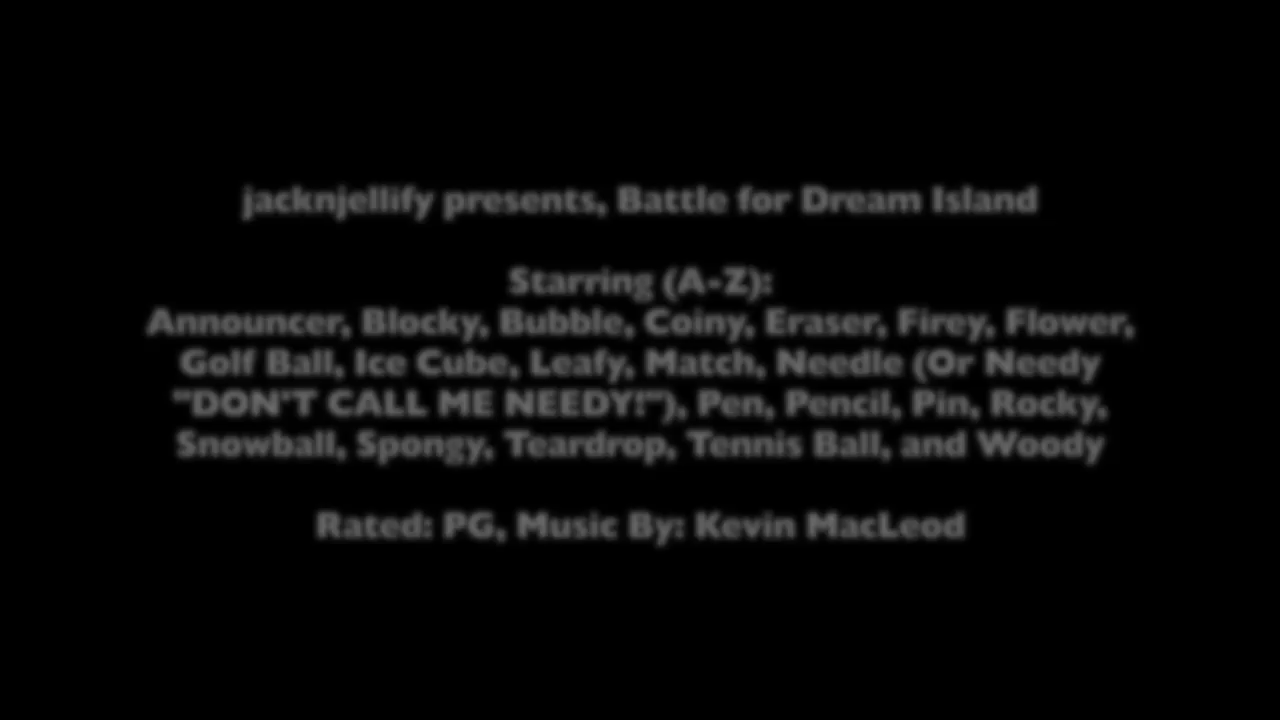 jacknjellify presents, Battle for Dream Island
Starring (A-Z):
Announcer, Blocky, Bubble, Coiny, Eraser, Firey, Flower,
Golf Ball, Ice Cube, Leafy, Match, Needle (Or Needy
"DON'T CALL ME NEEDY!"), Pen, Pencil, Pin, Rocky,
Snowball, Spongy, Teardrop, Tennis Ball, and Woody
Rated: PG, Music By: Kevin MacLeod